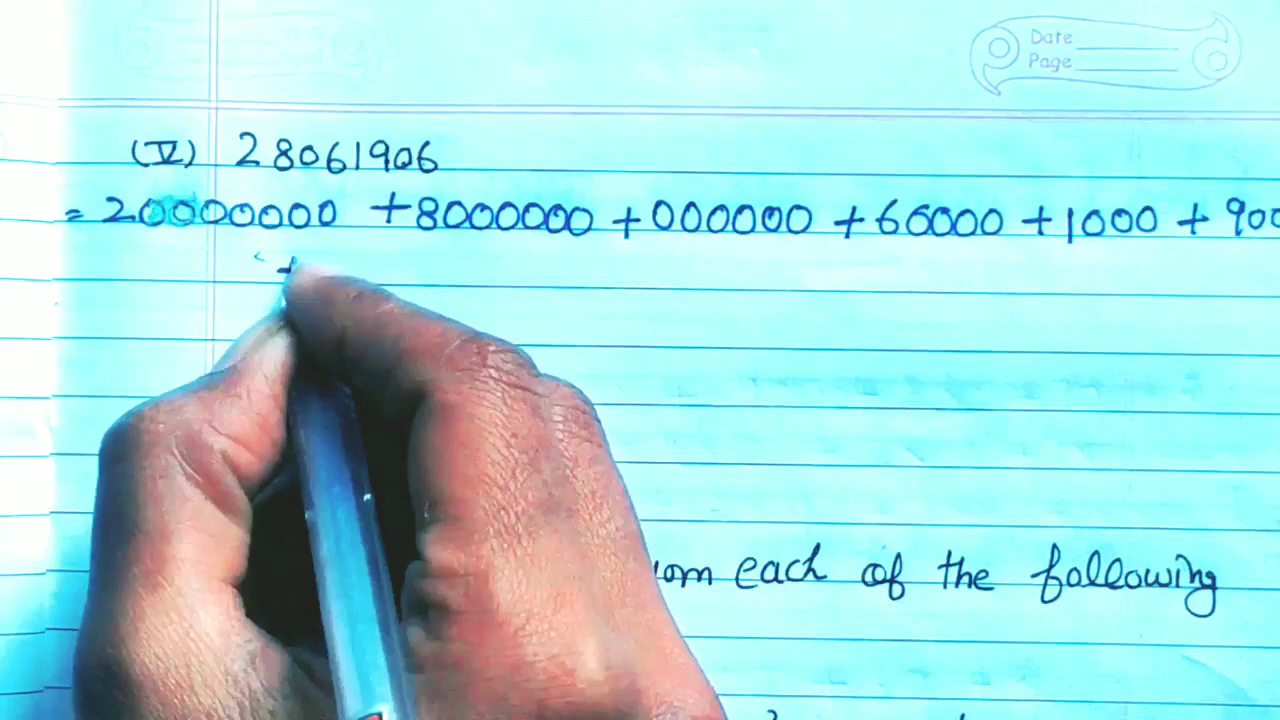 Date
Page
(V) 28061906
= 20000000 +8000000 +000000 +60000 +1000 + 900
+
each of the following